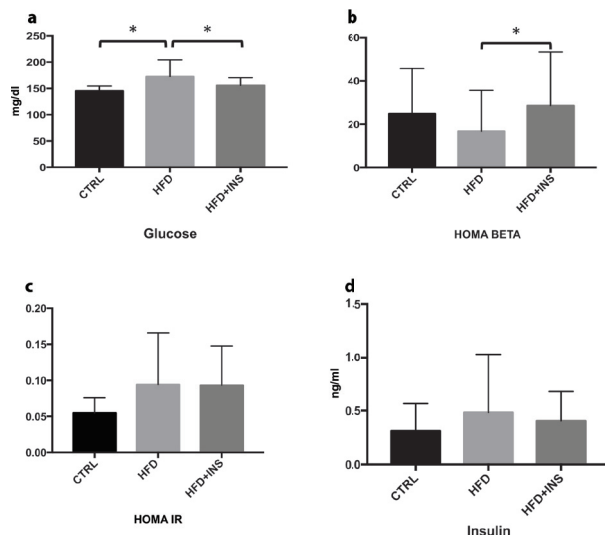 a
*
*
250
200
150
100
50
0
mg/dl
CTRL
HFD
HFD+INS
Glucose
b
*
60
40
20
0
CTRL
HFD
HFD+INS
HOMA BETA
c
0.20
0.15
0.10
0.05
0.00
CTRL
HFD
HFD+INS
HOMA IR
d
1.5
1.0
0.5
0.0
ng/ml
CTRL
HFD
HFD+INS
Insulin